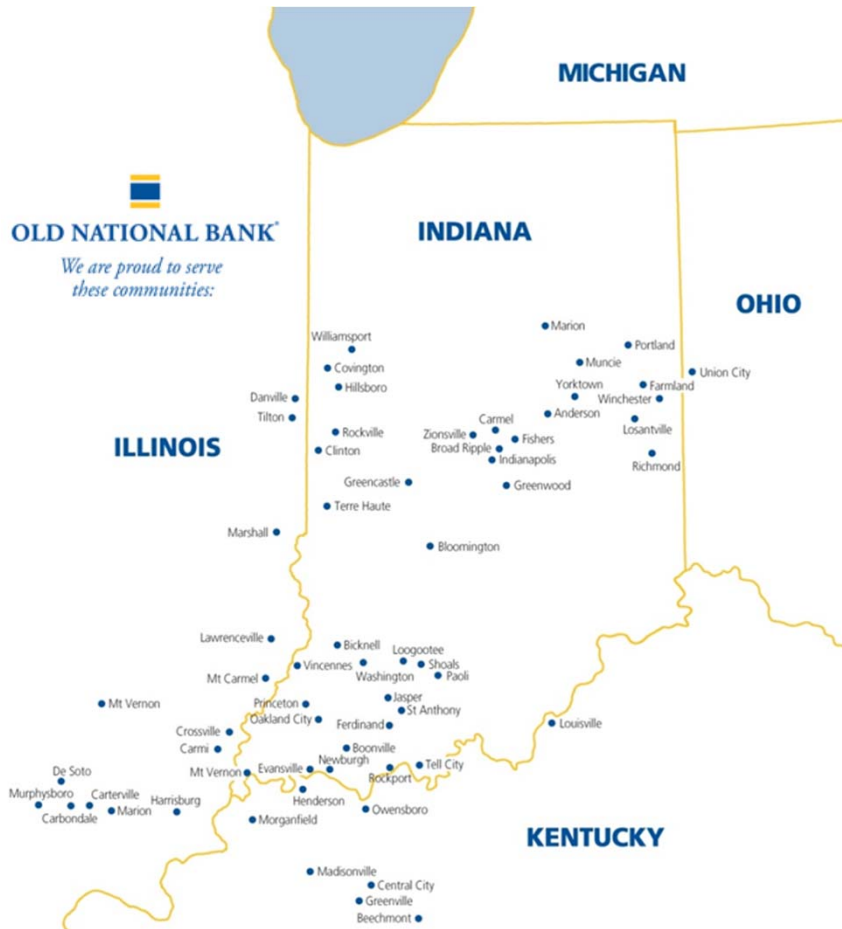 MICHIGAN
OLD NATIONAL BANK®
We are proud to serve
these communities:
INDIANA
OHIO
ILLINOIS
KENTUCKY
Marion
Williamsport
Portland
Muncie
Covington
Union City
Yorktown
Farmland
Hillsboro
Danville
Winchester
Tilton
Anderson
Carmel
Losantville
Rockville
Zionsville
Fishers
Clinton
Broad Ripple
Indianapolis
Richmond
Greencastle
Greenwood
Terre Haute
Marshall
Bloomington
Lawrenceville
Bicknell
Loogootee
Vincennes
Shoals
Washington
Paoli
Mt Carmel
Jasper
Mt Vernon
Princeton
St Anthony
Oakland City
Ferdinand
Louisville
Crossville
Carmi
Boonville
Newburgh
Tell City
De Soto
Mt Vernon
Evansville
Rockport
Murphysboro
Carterville
Harrisburg
Henderson
Carbondale
Marion
Owensboro
Morganfield
Madisonville
Central City
Greenville
Beechmont